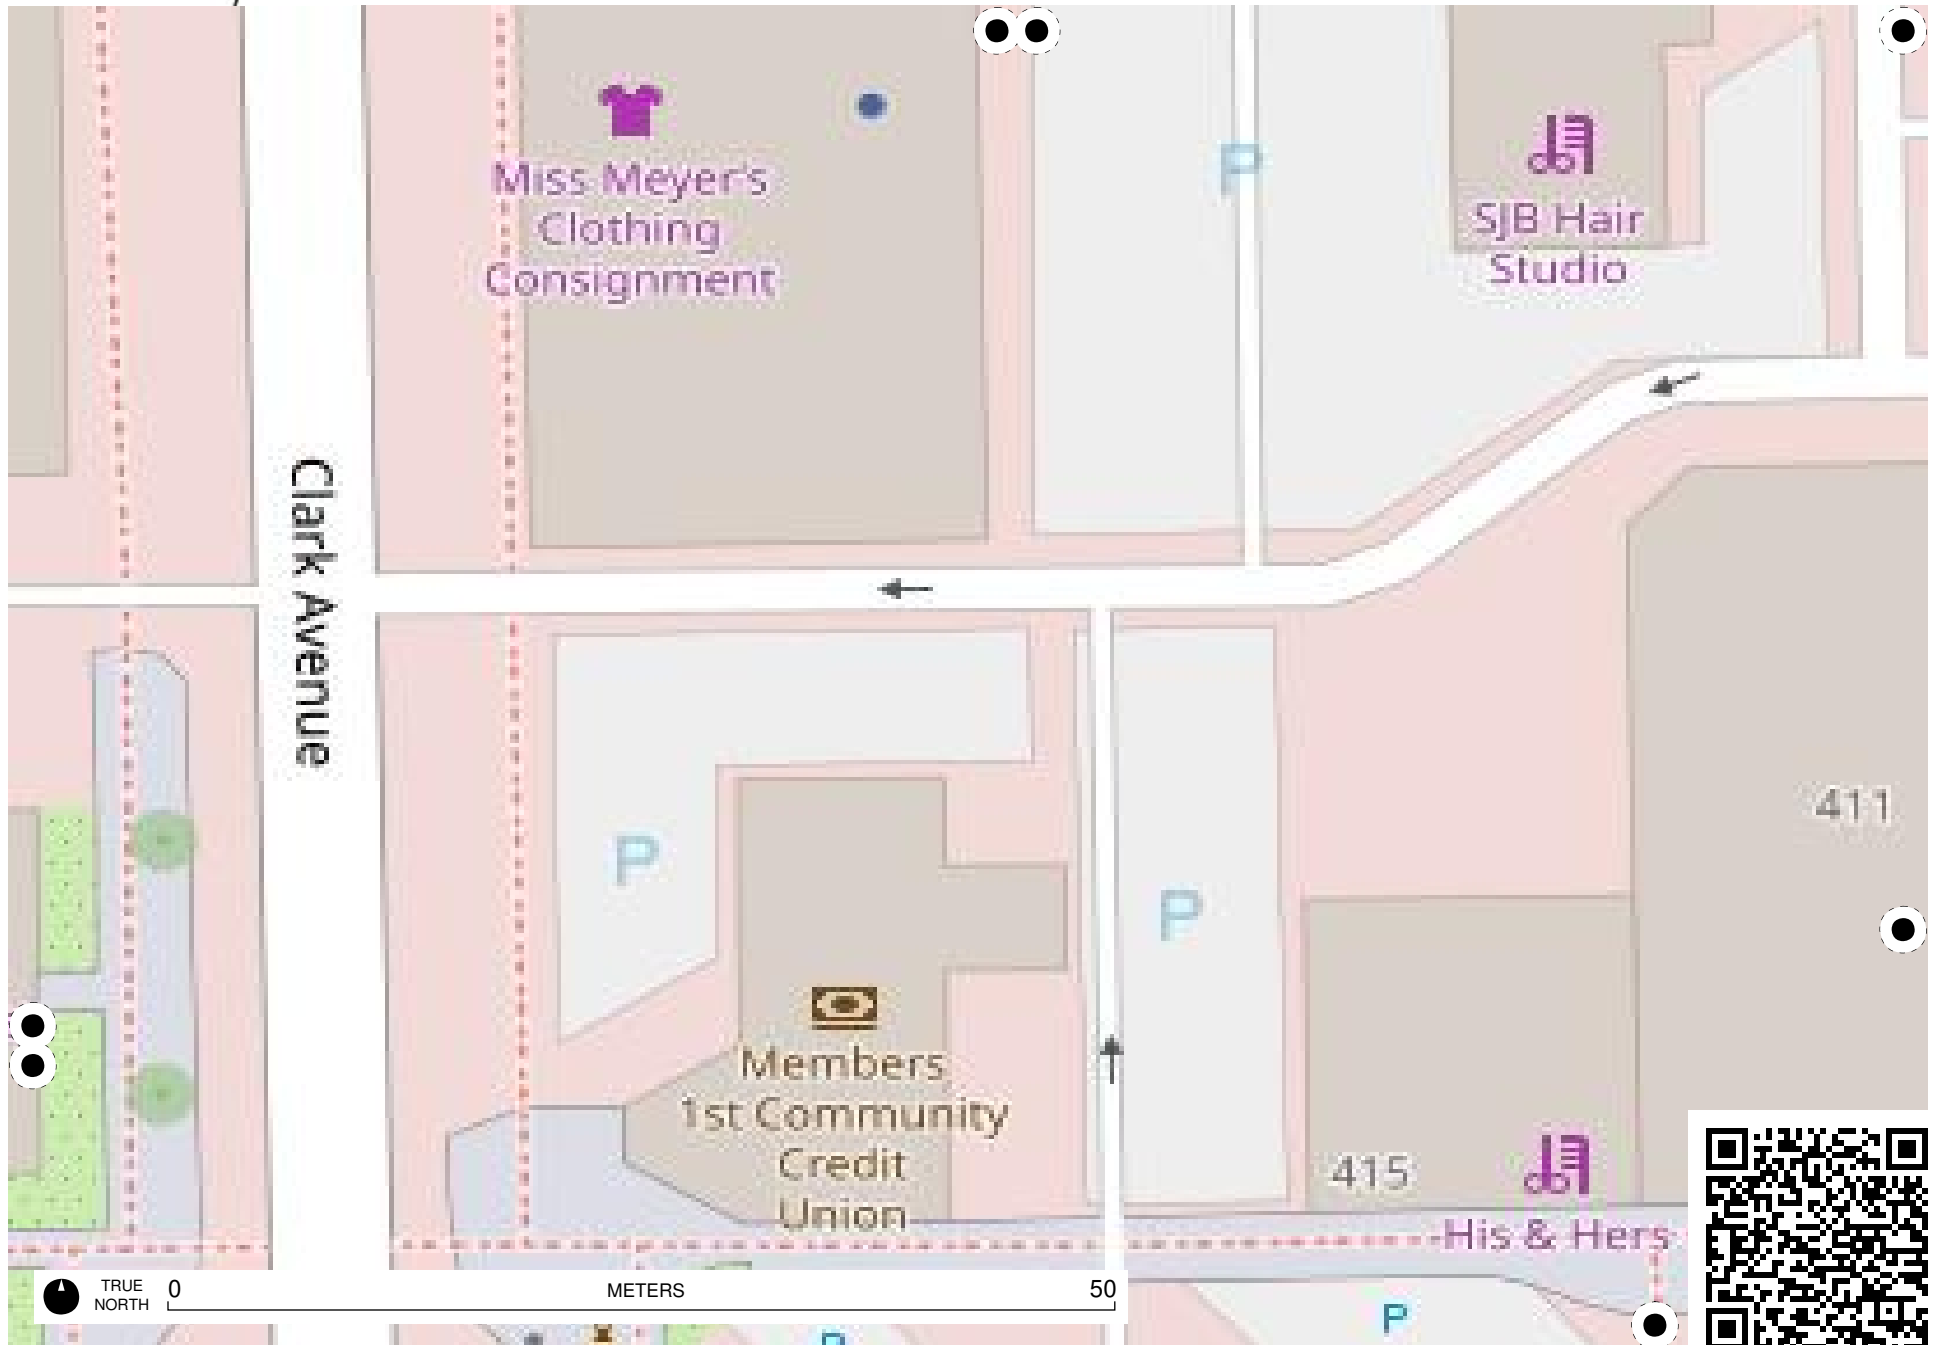 Miss Meyer's
Clothing
Consignment
P
SJB Hair
Studio
Clark Avenue
411
P
P
Members
1st Community
Credit
Union
415
His & Hers
TRUE
NORTH
0
METERS
50
P
P